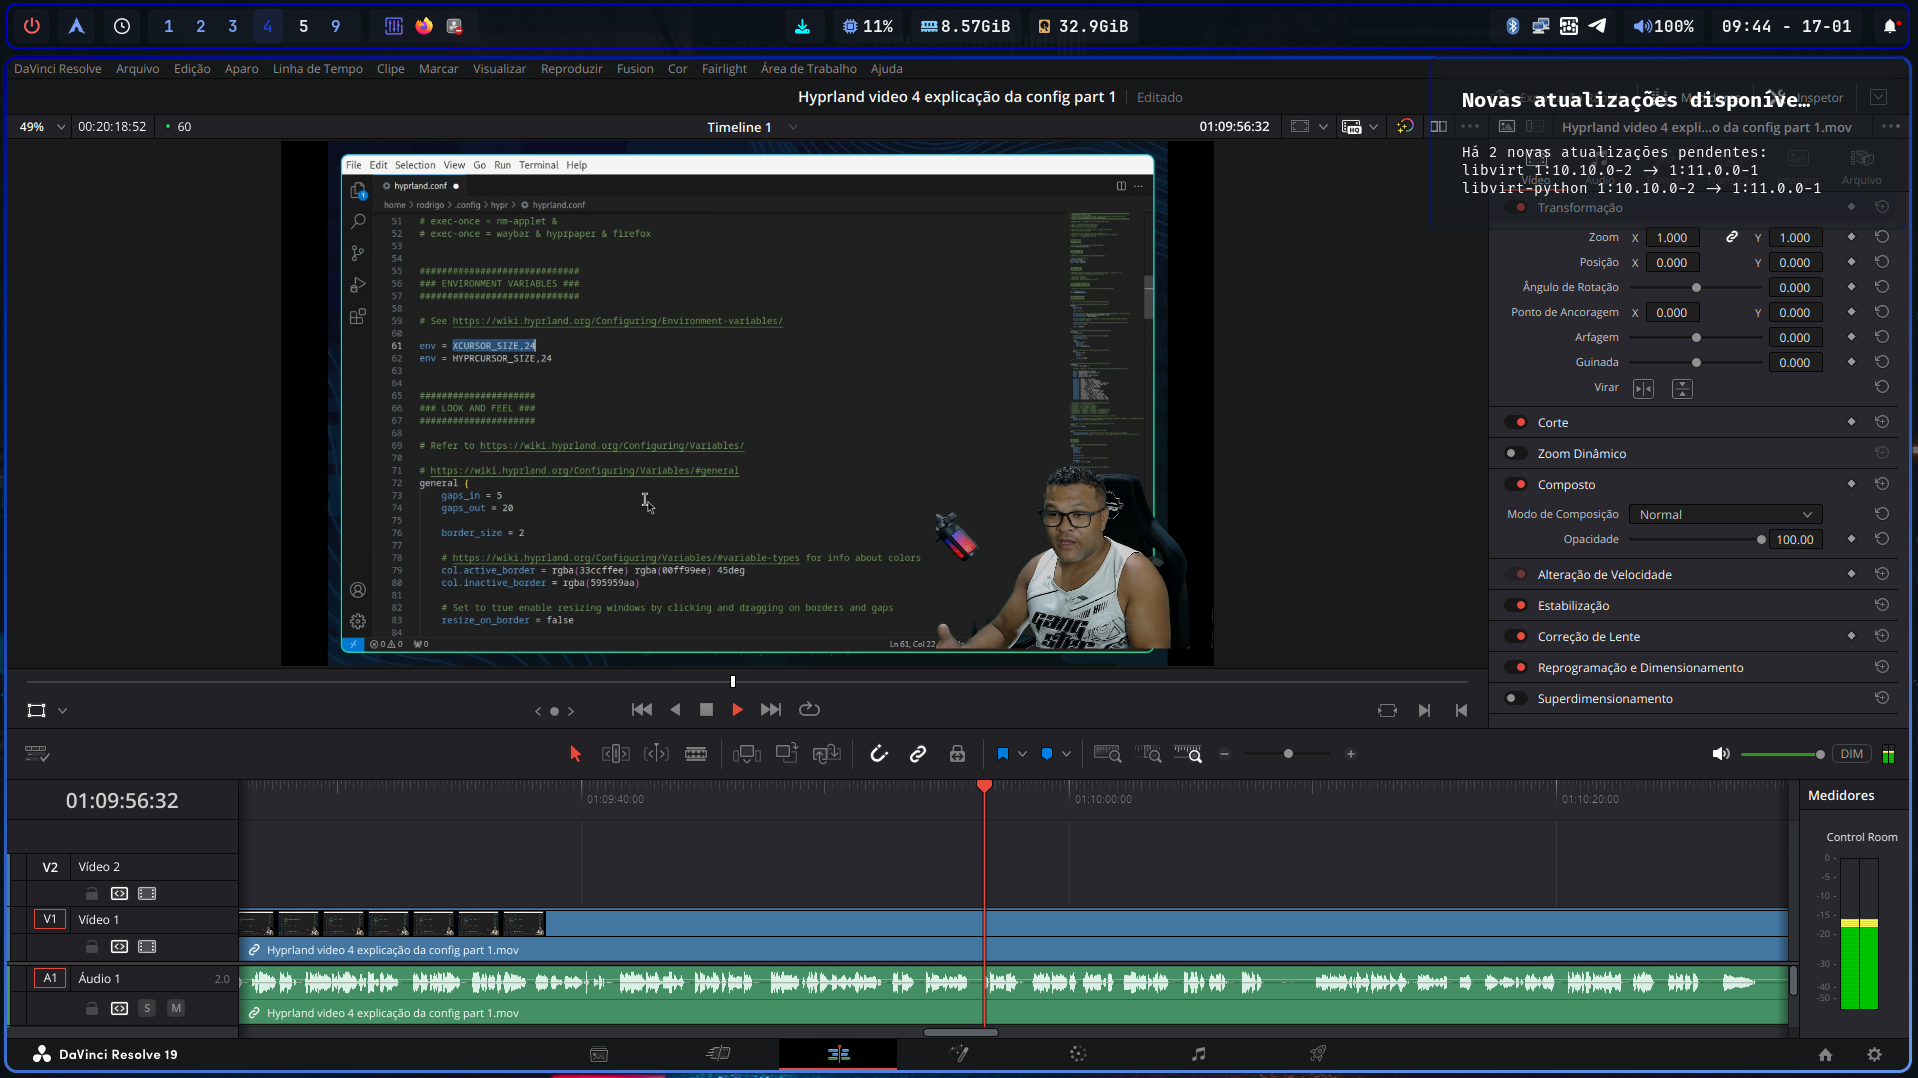 1 2 3 4 5 9
11%
8.57GiB
32.9GiB
100%
09:44 - 17-01
DaVinci Resolve Arquivo Edição Aparo Linha de Tempo Clipe Marcar Visualizar Reproduzir Fusion Cor Fairlight Área de Trabalho Ajuda
Hyprland video 4 explicação da config part 1 Editado
Inspetor
Novas atualizações disponíve…
49% 00:20:18:52 60 Timeline 1 01:09:56:32
Hyprland video 4 expli...o da config part 1.mov
Há 2 novas atualizações pendentes:
libvirt 1:10.10.0-2 → 1:11.0.0-1
libvirt-python 1:10.10.0-2 → 1:11.0.0-1
Vídeo Áudio Arquivo
Transformação
Zoom X 1.000 Y 1.000
Posição X 0.000 Y 0.000
Ângulo de Rotação 0.000
Ponto de Ancoragem X 0.000 Y 0.000
Arfagem 0.000
Guinada 0.000
Virar
Corte
Zoom Dinâmico
Composto
Modo de Composição Normal
Opacidade 100.00
Alteração de Velocidade
Estabilização
Correção de Lente
Reprogramação e Dimensionamento
Superdimensionamento
File Edit Selection View Go Run Terminal Help
hyprland.conf
home > rodrigo > .config > hypr > hyprland.conf
51 # exec-once = nm-applet &
52 # exec-once = waybar & hyprpaper & firefox
53
54
55 #############################
56 ### ENVIRONMENT VARIABLES ###
57 #############################
58
59 # See https://wiki.hyprland.org/Configuring/Environment-variables/
60
61 env = XCURSOR_SIZE,24
62 env = HYPRCURSOR_SIZE,24
63
64
65 #####################
66 ### LOOK AND FEEL ###
67 #####################
68
69 # Refer to https://wiki.hyprland.org/Configuring/Variables/
70
71 # https://wiki.hyprland.org/Configuring/Variables/#general
72 general {
73 gaps_in = 5
74 gaps_out = 20
75
76 border_size = 2
77
78 # https://wiki.hyprland.org/Configuring/Variables/#variable-types for info about colors
79 col.active_border = rgba(33ccffee) rgba(00ff99ee) 45deg
80 col.inactive_border = rgba(595959aa)
81
82 # Set to true enable resizing windows by clicking and dragging on borders and gaps
83 resize_on_border = false
84
0 0 0 Ln 61, Col 22
DIM
01:09:56:32
01:09:40:00 01:10:00:00 01:10:20:00
Medidores
Control Room
0 -5 -10 -15 -20 -30 -40 -50
V2 Vídeo 2
V1 Vídeo 1
Hyprland video 4 explicação da config part 1.mov
A1 Áudio 1 2.0
S M
Hyprland video 4 explicação da config part 1.mov
DaVinci Resolve 19